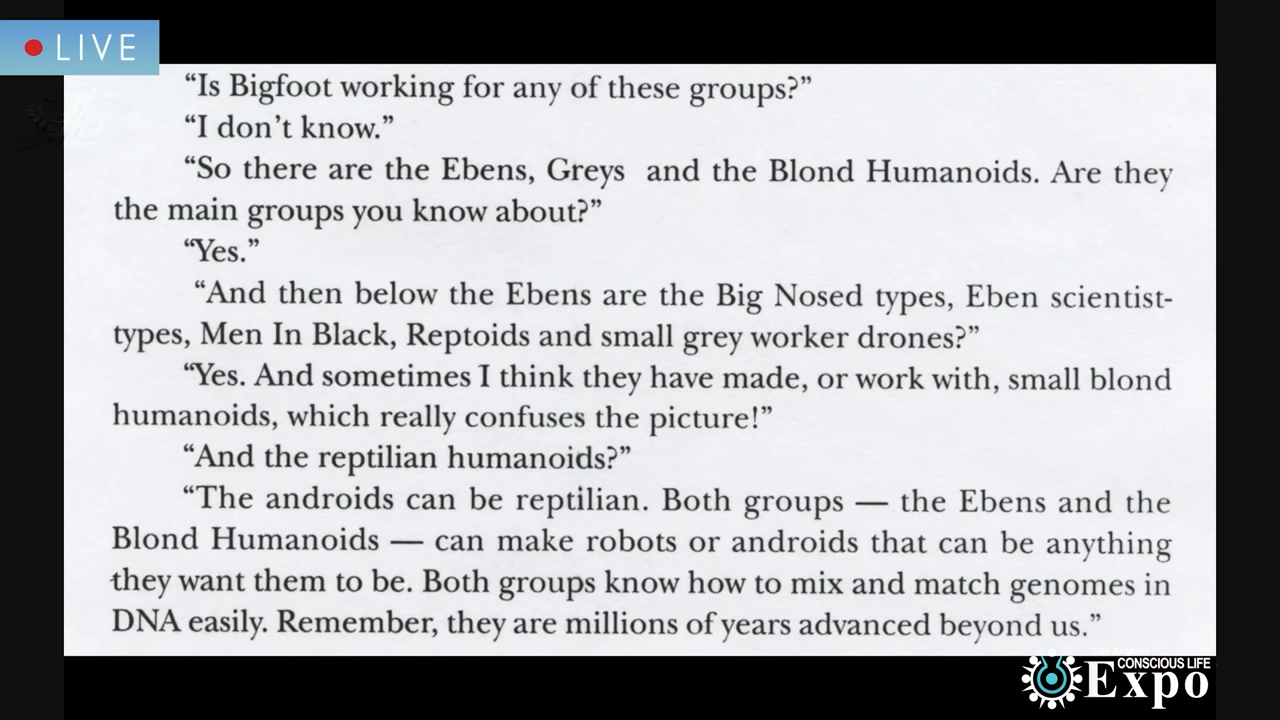 LIVE
“Is Bigfoot working for any of these groups?”
“I don’t know.”
“So there are the Ebens, Greys and the Blond Humanoids. Are they
the main groups you know about?”
“Yes.”
“And then below the Ebens are the Big Nosed types, Eben scientist-
types, Men In Black, Reptoids and small grey worker drones?”
“Yes. And sometimes I think they have made, or work with, small blond
humanoids, which really confuses the picture!”
“And the reptilian humanoids?”
“The androids can be reptilian. Both groups — the Ebens and the
Blond Humanoids — can make robots or androids that can be anything
they want them to be. Both groups know how to mix and match genomes in
DNA easily. Remember, they are millions of years advanced beyond us.”
CONSCIOUS LIFE
Expo